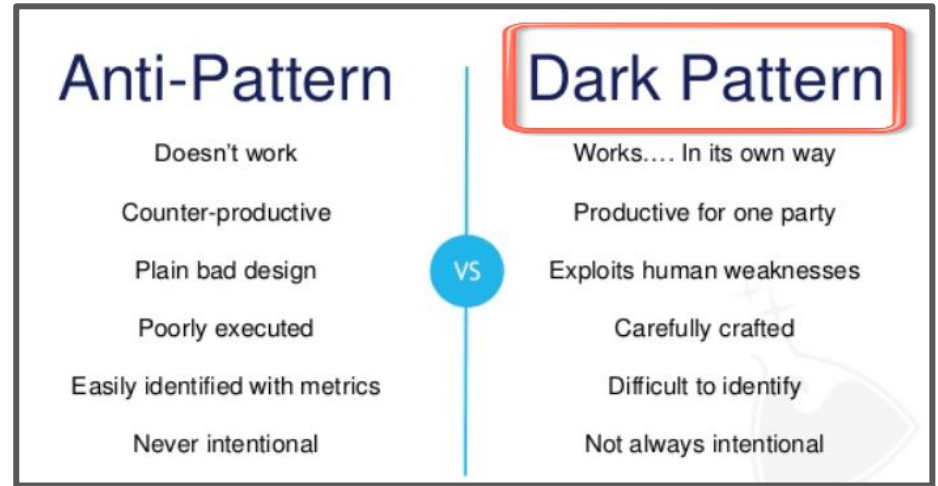 Anti-Pattern
Doesn't work
Counter-productive
Plain bad design
Poorly executed
Easily identified with metrics
Never intentional
VS
Dark Pattern
Works.... In its own way
Productive for one party
Exploits human weaknesses
Carefully crafted
Difficult to identify
Not always intentional